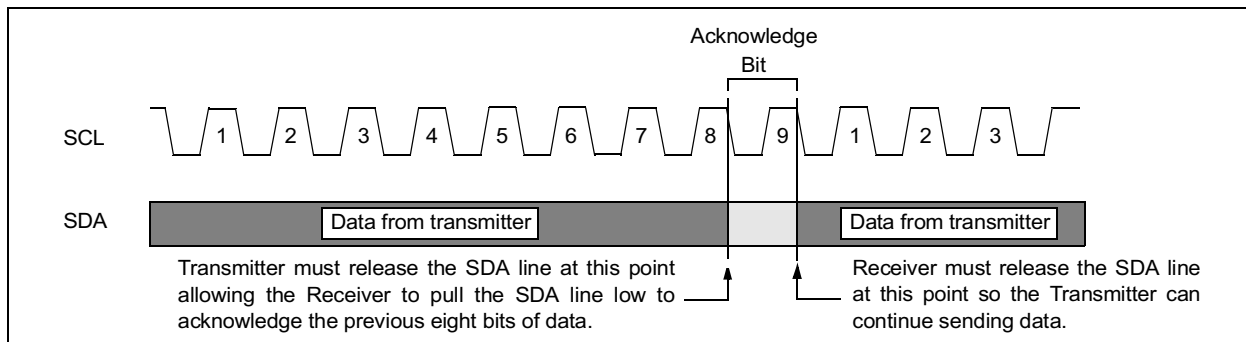 Acknowledge
Bit
SCL 1 2 3 4 5 6 7 8 9 1 2 3
SDA Data from transmitter Data from transmitter
Transmitter must release the SDA line at this point
allowing the Receiver to pull the SDA line low to
acknowledge the previous eight bits of data.
Receiver must release the SDA line
at this point so the Transmitter can
continue sending data.